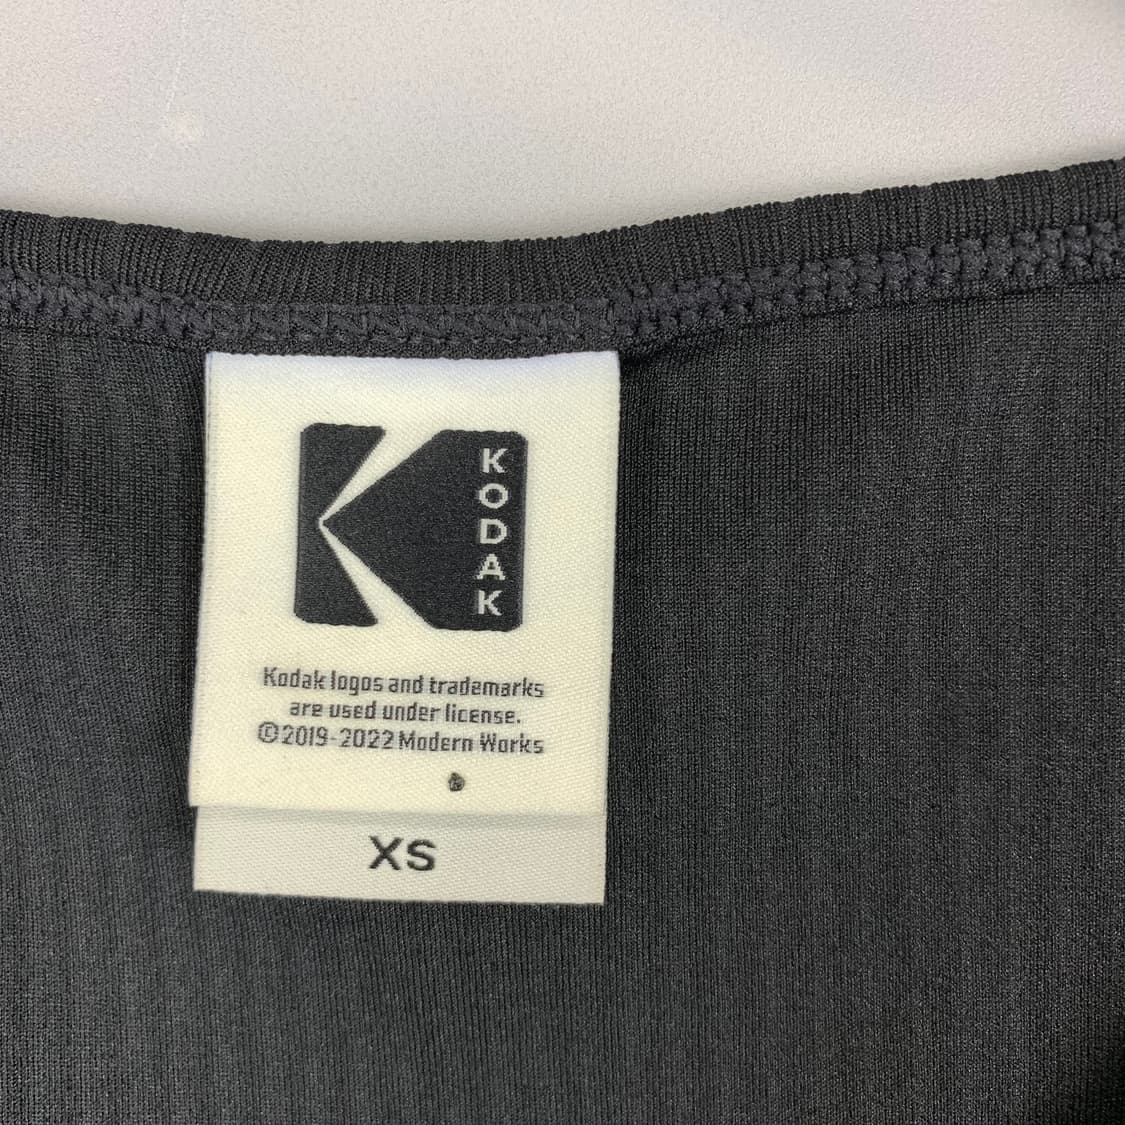 KODAK
Kodak logos and trademarks
are used under license.
©2019-2022 Modern Works
XS